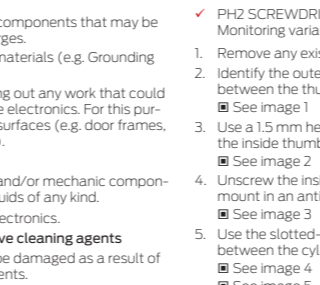 components that may be
rges.
materials (e.g. Grounding
ng out any work that could
e electronics. For this pur-
surfaces (e.g. door frames,
).
and/or mechanic compon-
uids of any kind.
ectronics.
ve cleaning agents
be damaged as a result of
ents.
✓ PH2 SCREWDRI
Monitoring varia
1. Remove any exis
2. Identify the oute
between the thu
▣ See image 1
3. Use a 1.5 mm he
the inside thumb
▣ See image 2
4. Unscrew the insi
mount in an anti
▣ See image 3
5. Use the slotted-
between the cyl
▣ See image 4
▣ See image 5